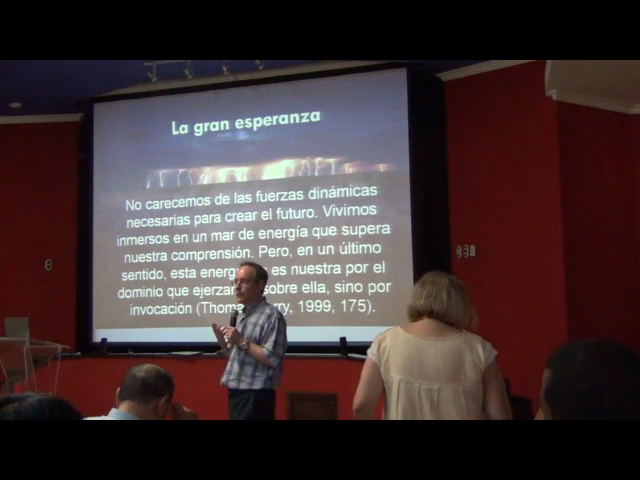 La gran esperanza
No carecemos de las fuerzas dinámicas
necesarias para crear el futuro. Vivimos
inmersos en un mar de energía que supera
nuestra comprensión. Pero, en un último
sentido, esta es nuestra por el
dominio que sobre ella, sino por
invocación 1999, 175).